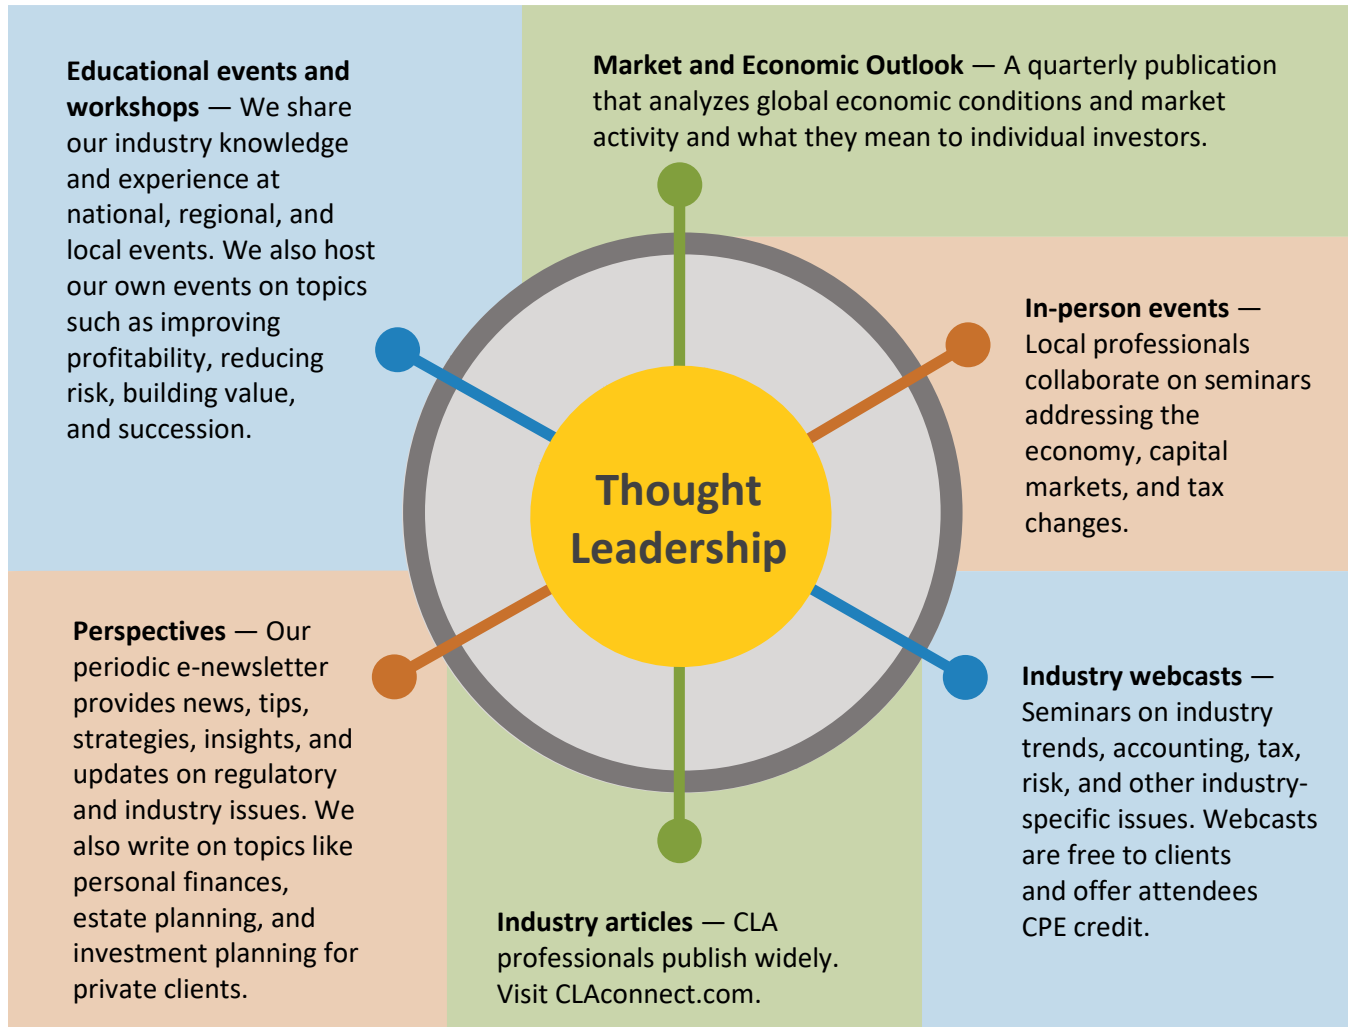 Educational events and
workshops — We share
our industry knowledge
and experience at
national, regional, and
local events. We also host
our own events on topics
such as improving
profitability, reducing
risk, building value,
and succession.
Market and Economic Outlook — A quarterly publication
that analyzes global economic conditions and market
activity and what they mean to individual investors.
In-person events —
Local professionals
collaborate on seminars
addressing the
economy, capital
markets, and tax
changes.
Thought
Leadership
Perspectives — Our
periodic e-newsletter
provides news, tips,
strategies, insights, and
updates on regulatory
and industry issues. We
also write on topics like
personal finances,
estate planning, and
investment planning for
private clients.
Industry articles — CLA
professionals publish widely.
Visit CLAconnect.com.
Industry webcasts —
Seminars on industry
trends, accounting, tax,
risk, and other industry-
specific issues. Webcasts
are free to clients
and offer attendees
CPE credit.